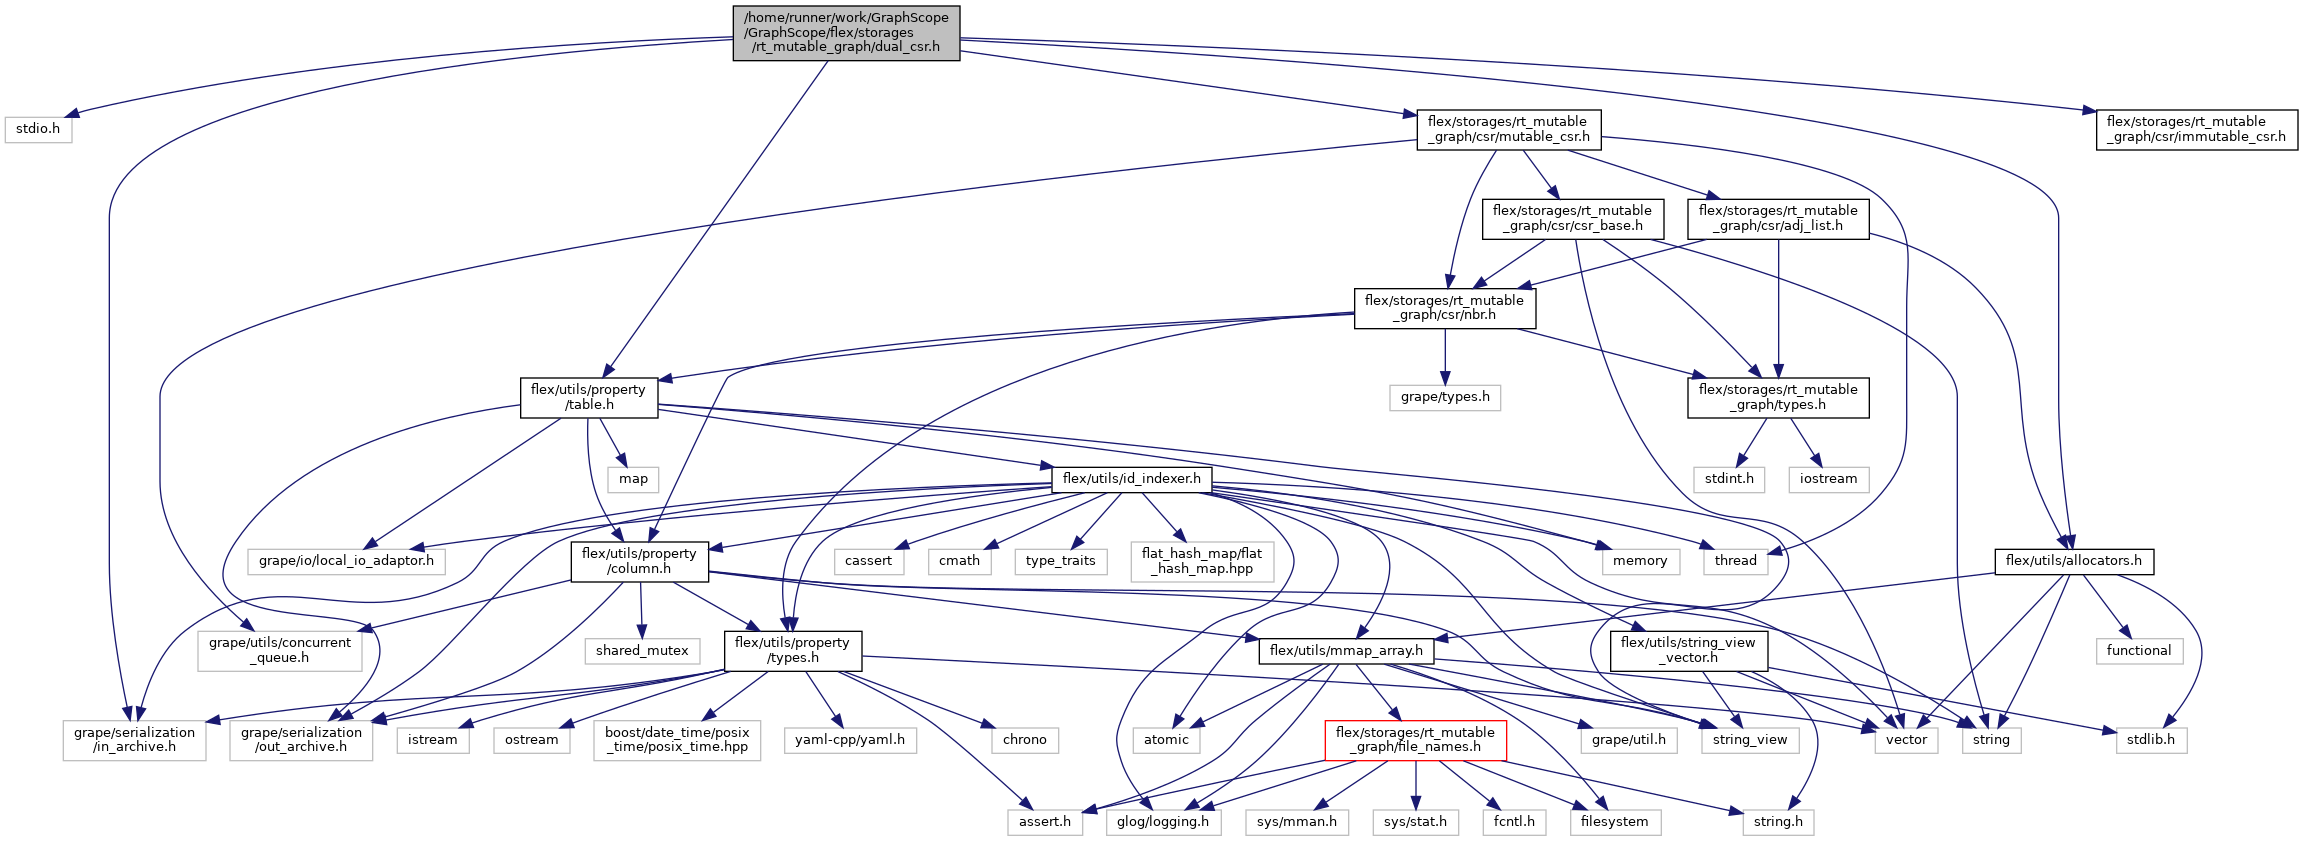 /home/runner/work/GraphScope
/GraphScope/flex/storages
/rt_mutable_graph/dual_csr.h
stdio.h
flex/storages/rt_mutable
_graph/csr/mutable_csr.h
flex/storages/rt_mutable
_graph/csr/immutable_csr.h
flex/storages/rt_mutable
_graph/csr/csr_base.h
flex/storages/rt_mutable
_graph/csr/adj_list.h
flex/storages/rt_mutable
_graph/csr/nbr.h
flex/utils/property
/table.h
grape/types.h
flex/storages/rt_mutable
_graph/types.h
map
flex/utils/id_indexer.h
stdint.h
iostream
grape/io/local_io_adaptor.h
flex/utils/property
/column.h
cassert
cmath
type_traits
flat_hash_map/flat
_hash_map.hpp
memory
thread
flex/utils/allocators.h
grape/utils/concurrent
_queue.h
shared_mutex
flex/utils/property
/types.h
flex/utils/mmap_array.h
flex/utils/string_view
_vector.h
functional
grape/serialization
/in_archive.h
grape/serialization
/out_archive.h
istream
ostream
boost/date_time/posix
_time/posix_time.hpp
yaml-cpp/yaml.h
chrono
atomic
flex/storages/rt_mutable
_graph/file_names.h
grape/util.h
string_view
vector
string
stdlib.h
assert.h
glog/logging.h
sys/mman.h
sys/stat.h
fcntl.h
filesystem
string.h